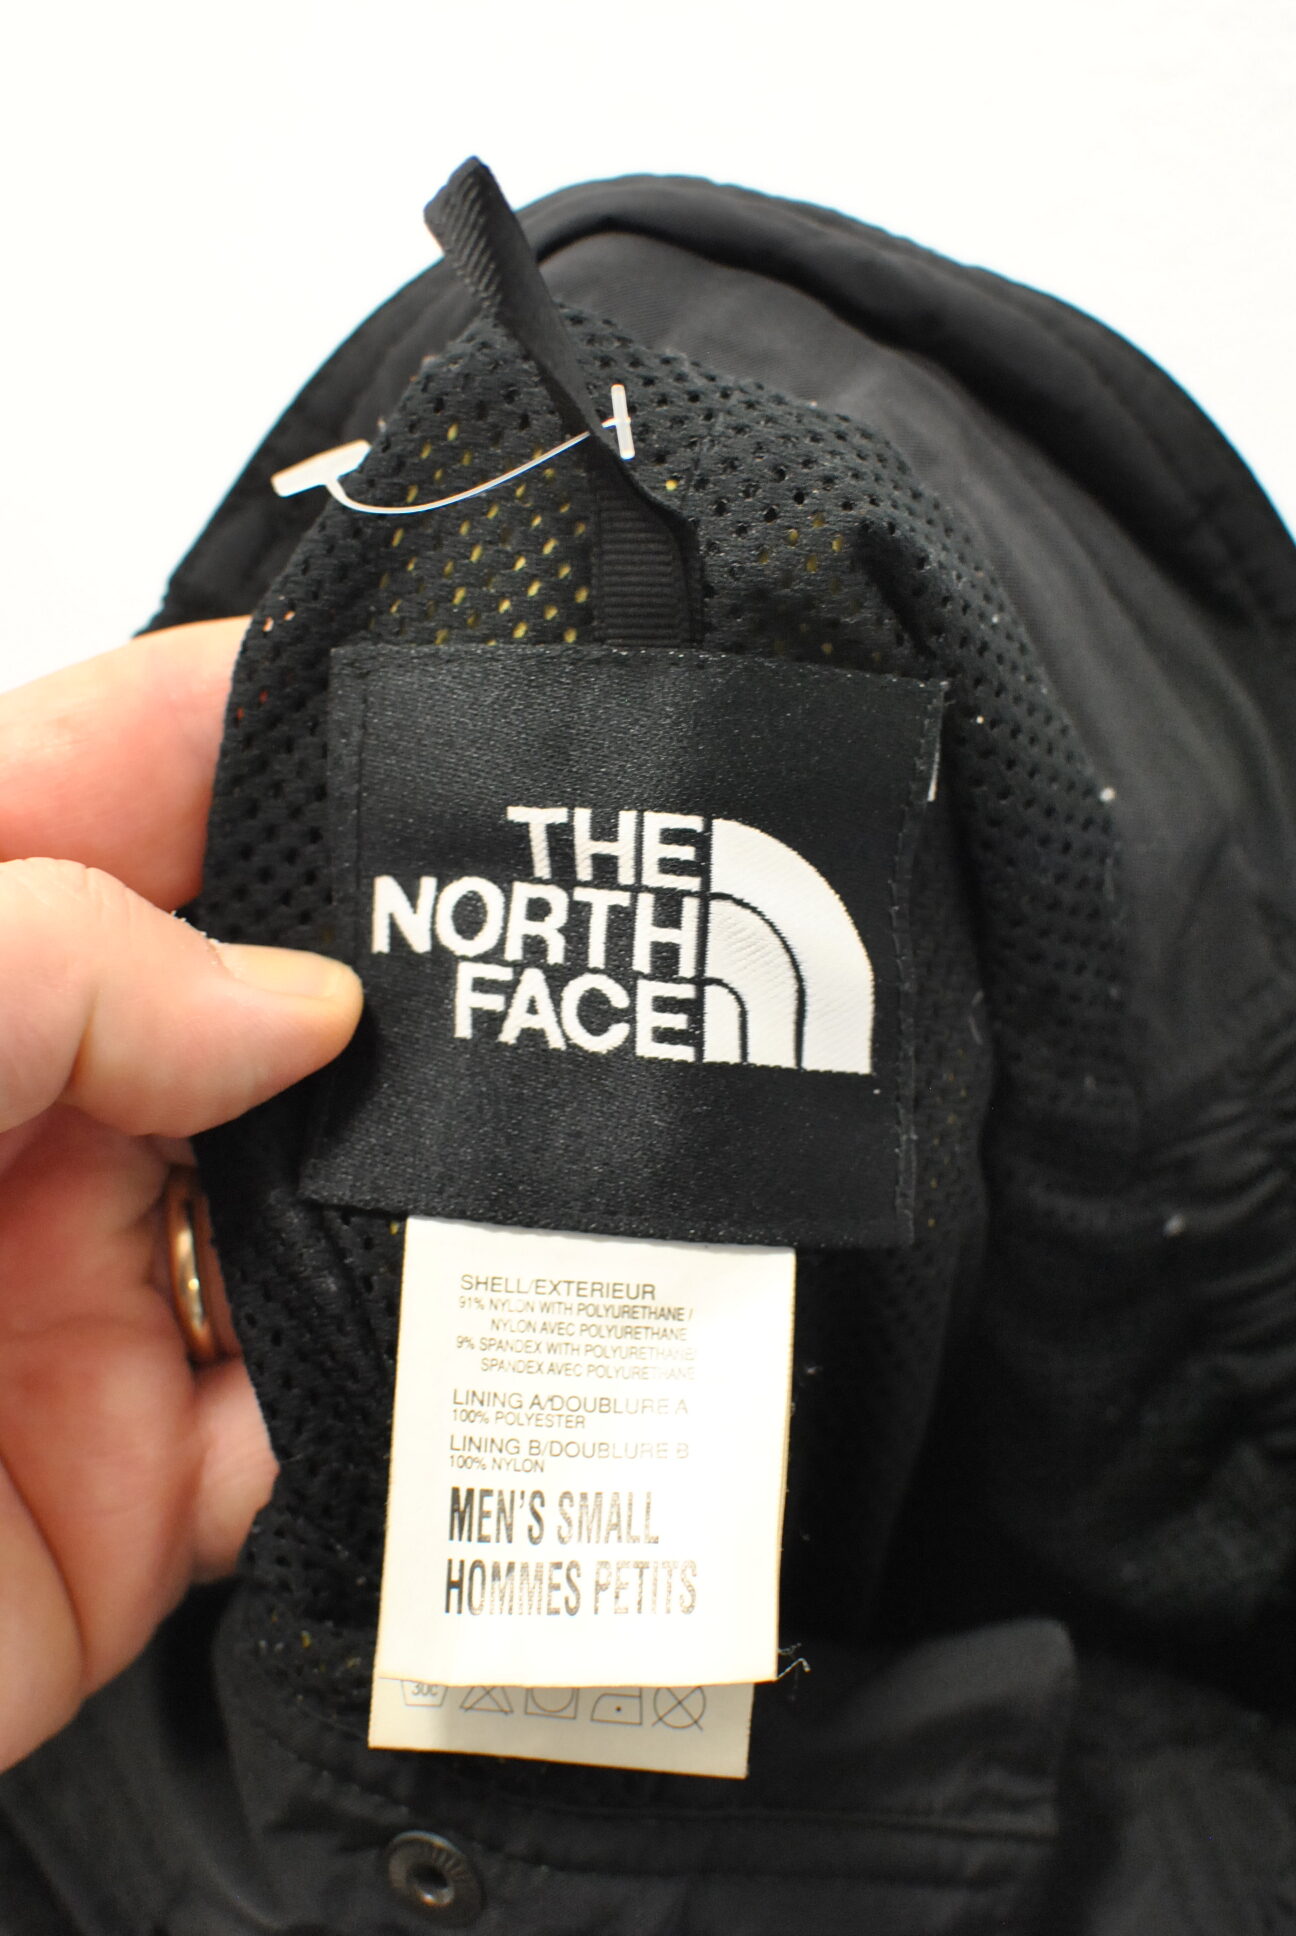 THE
NORTH
FACE
SHELL/EXTERIEUR
91% NYLON WITH POLYURETHANE /
NYLON AVEC POLYURETHANE
9% SPANDEX WITH POLYURETHANE/
SPANDEX AVEC POLYURETHANE
LINING A/DOUBLURE A
100% POLYESTER
LINING B/DOUBLURE B
100% NYLON
MEN'S SMALL
HOMMES PETITS
30C